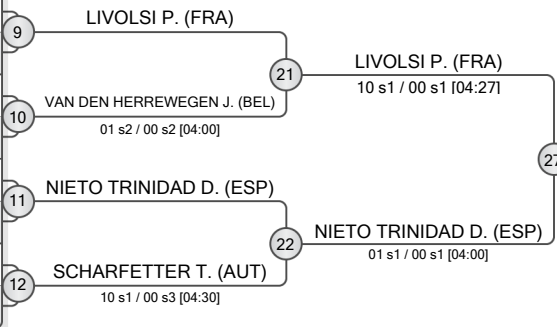 9
LIVOLSI P. (FRA)
21
LIVOLSI P. (FRA)
10 s1 / 00 s1 [04:27]
10
VAN DEN HERREWEGEN J. (BEL)
01 s2 / 00 s2 [04:00]
27
11
NIETO TRINIDAD D. (ESP)
22
NIETO TRINIDAD D. (ESP)
01 s1 / 00 s1 [04:00]
12
SCHARFETTER T. (AUT)
10 s1 / 00 s3 [04:30]